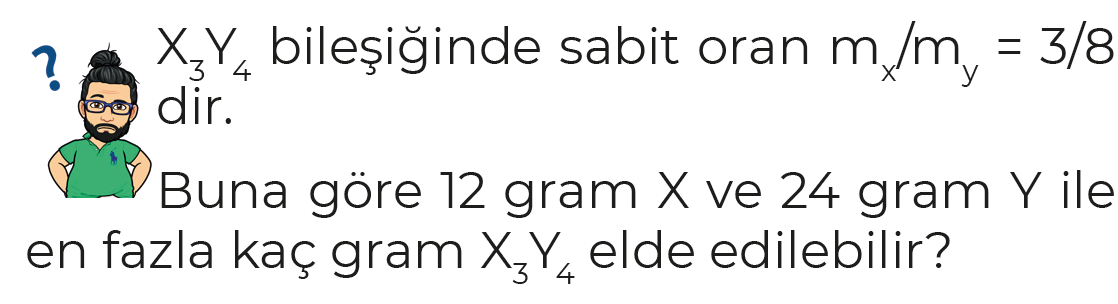 ?
X₃Y₄ bileşiğinde sabit oran mₓ/mᵧ = 3/8
dir.
Buna göre 12 gram X ve 24 gram Y ile
en fazla kaç gram X₃Y₄ elde edilebilir?